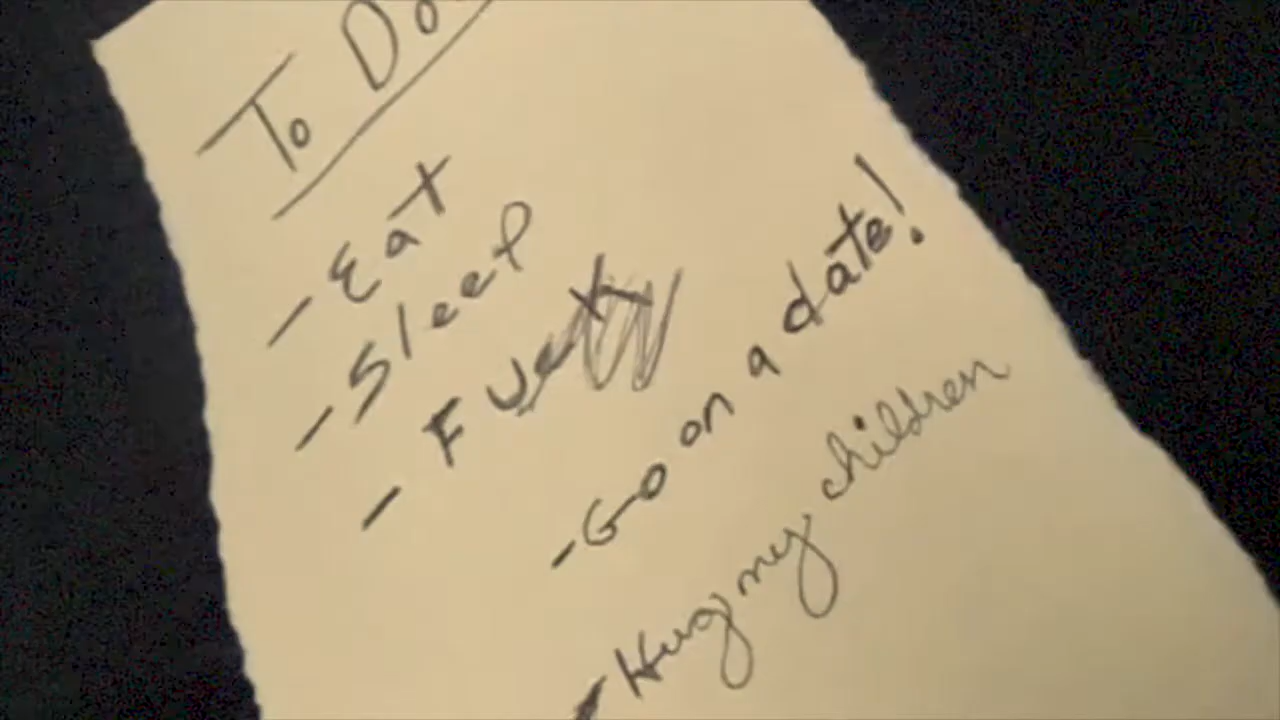 To Do
- Eat
- Sleep
- Go on a date!
- Hug my children